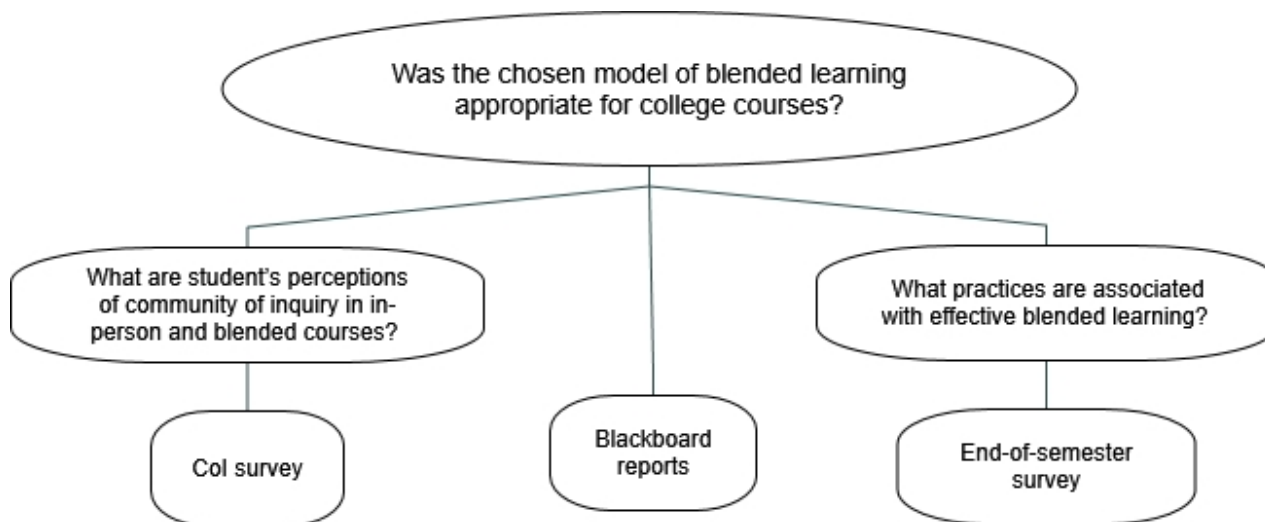 Was the chosen model of blended learning
appropriate for college courses?
What are student's perceptions
of community of inquiry in in-
person and blended courses?
What practices are associated
with effective blended learning?
CoI survey
Blackboard
reports
End-of-semester
survey